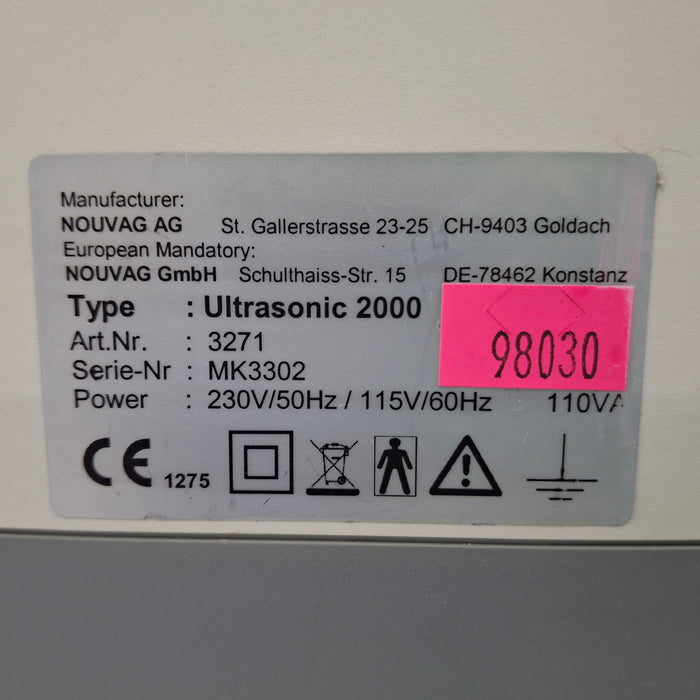 Manufacturer:
NOUVAG AG St. Gallerstrasse 23-25 CH-9403 Goldach
European Mandatory:
NOUVAG GmbH Schulthaiss-Str. 15 DE-78462 Konstanz
Type : Ultrasonic 2000
98030
Art.Nr. : 3271
Serie-Nr : MK3302
Power : 230V/50Hz / 115V/60Hz 110VA
CE 1275